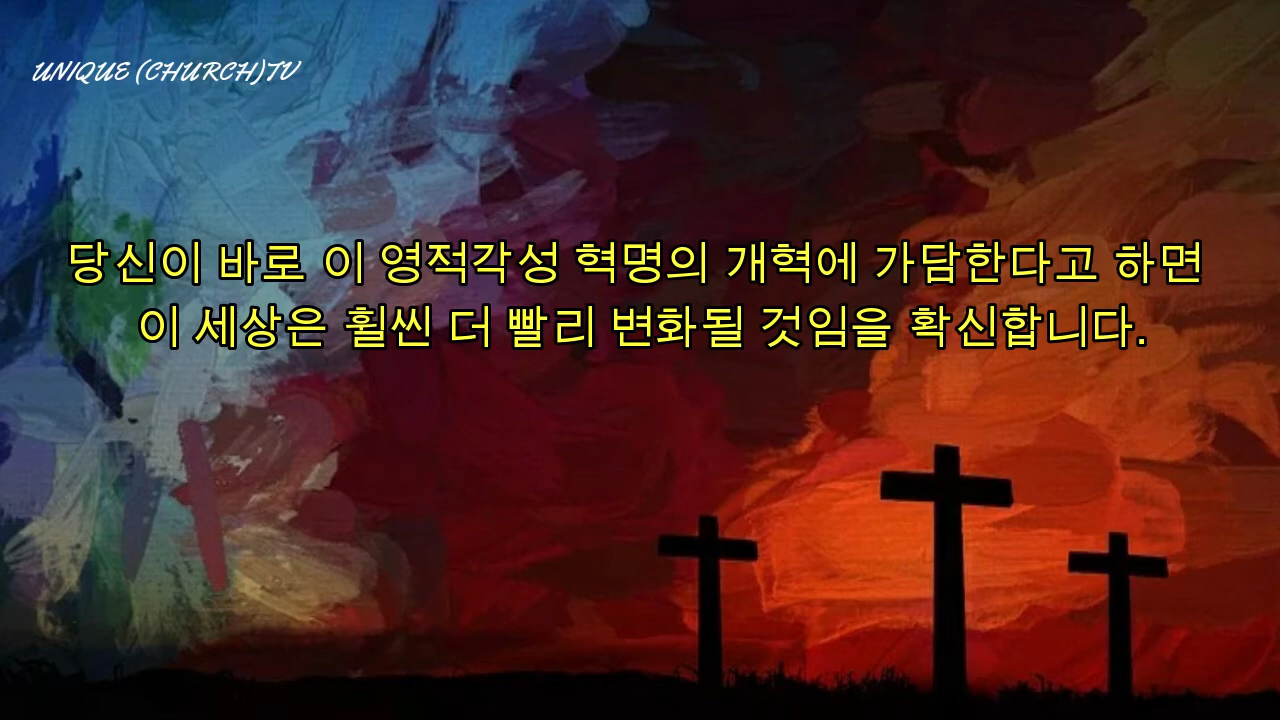 UNIQUE (CHURCH)TV
당신이 바로 이 영적각성 혁명의 개혁에 가담한다고 하면
이 세상은 휠씬 더 빨리 변화될 것임을 확신합니다.